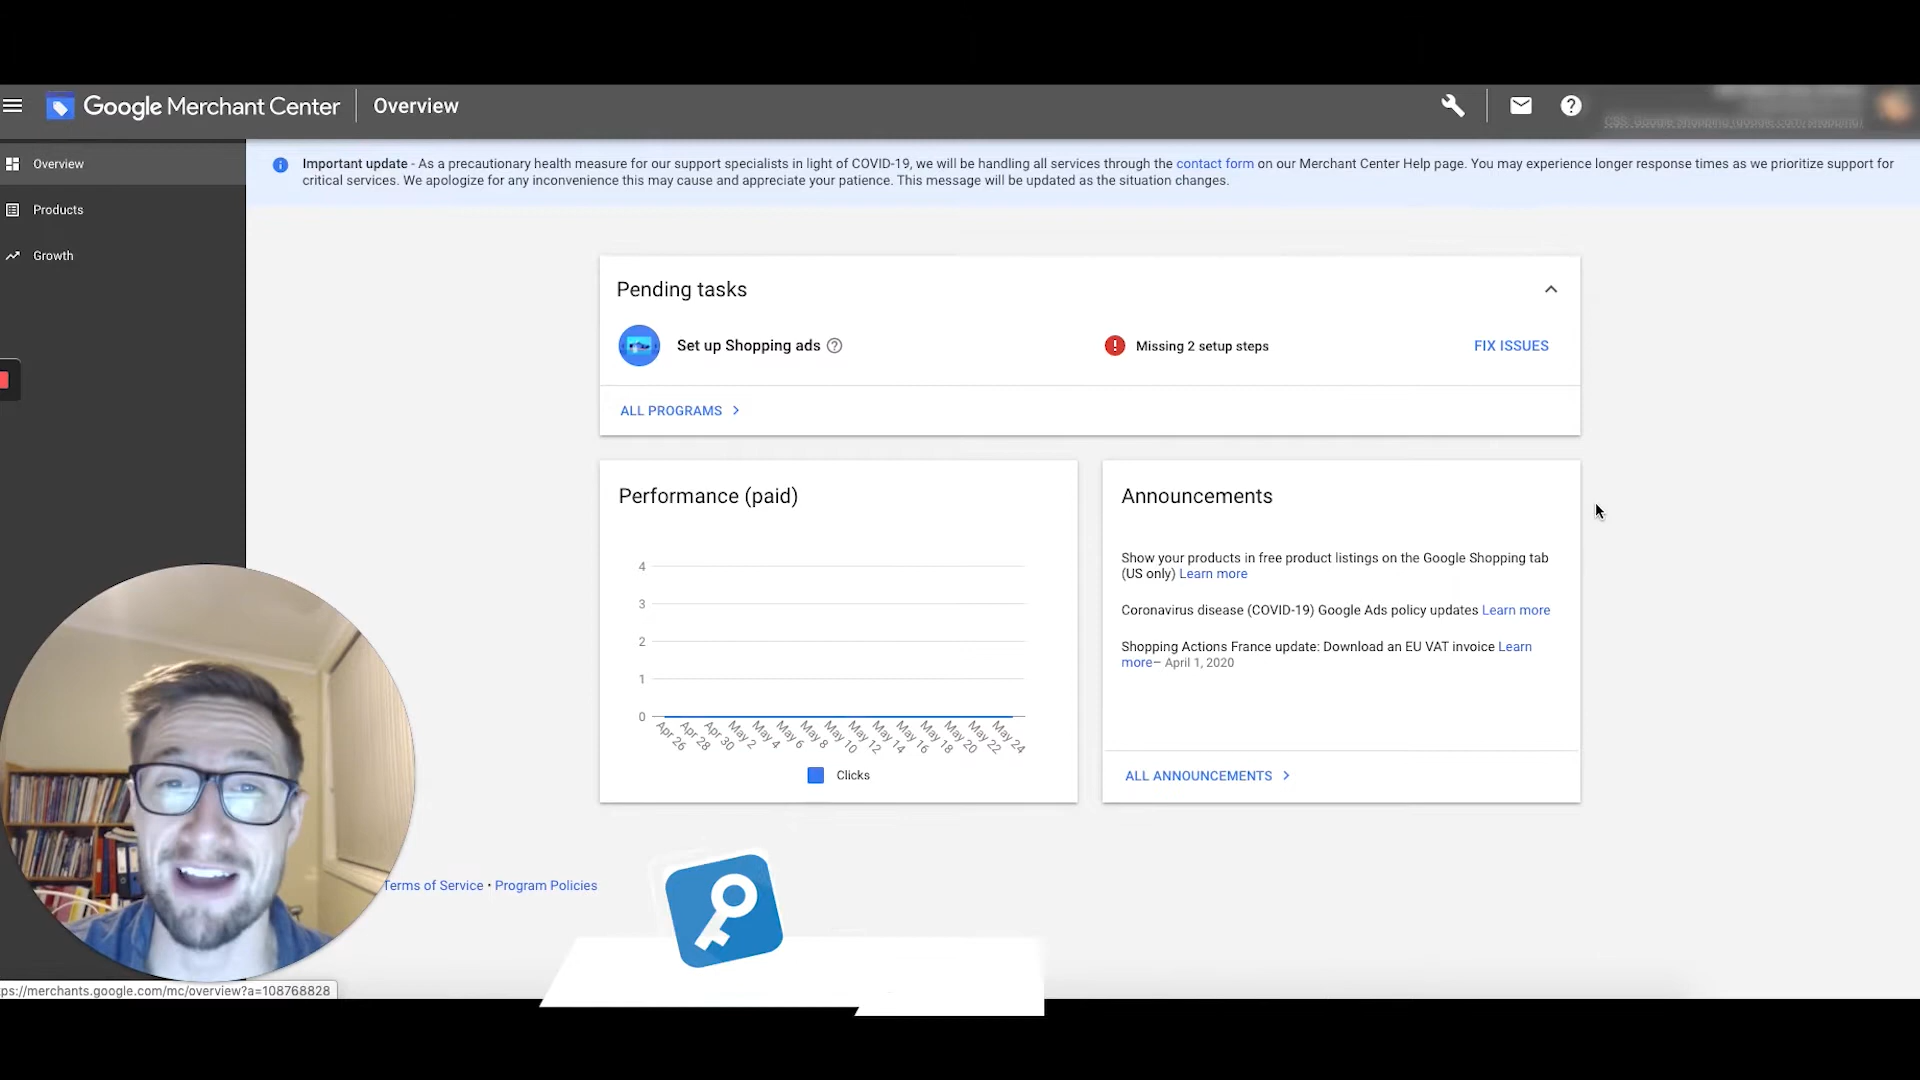 Google Merchant Center
Overview
Overview
Products
Growth
Important update - As a precautionary health measure for our support specialists in light of COVID-19, we will be handling all services through the contact form on our Merchant Center Help page. You may experience longer response times as we prioritize support for
critical services. We apologize for any inconvenience this may cause and appreciate your patience. This message will be updated as the situation changes.
Pending tasks
Set up Shopping ads
Missing 2 setup steps
FIX ISSUES
ALL PROGRAMS
Performance (paid)
4
3
2
1
0
Apr 26
Apr 28
Apr 30
May 2
May 4
May 6
May 8
May 10
May 12
May 14
May 16
May 18
May 20
May 22
May 24
Clicks
Announcements
Show your products in free product listings on the Google Shopping tab
(US only) Learn more
Coronavirus disease (COVID-19) Google Ads policy updates Learn more
Shopping Actions France update: Download an EU VAT invoice Learn
more– April 1, 2020
ALL ANNOUNCEMENTS
Terms of Service • Program Policies
ps://merchants.google.com/mc/overview?a=108768828